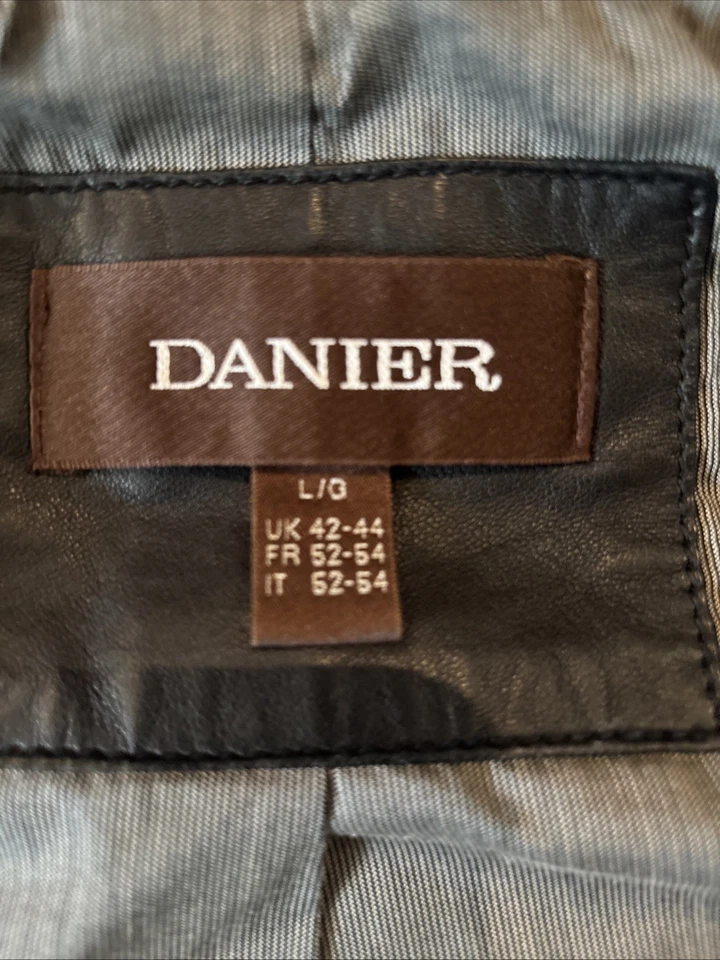 DANIER
L/G
UK 42-44
FR 52-54
IT 52-54